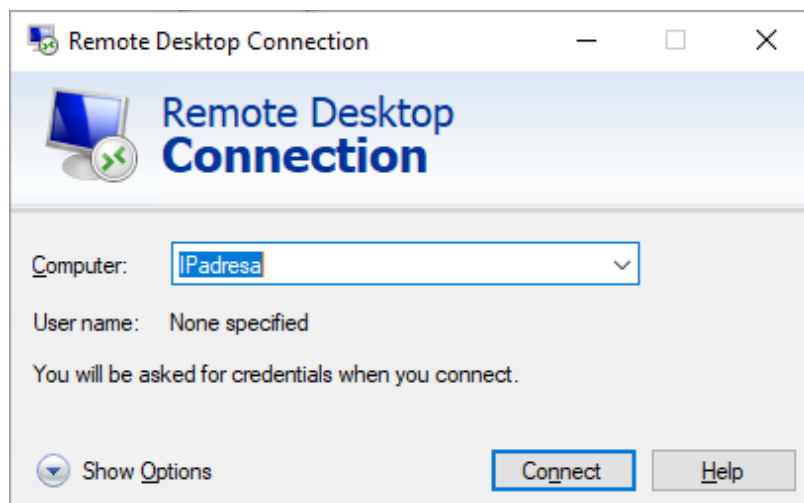 Remote Desktop Connection
Remote Desktop
Connection
Computer: IPadresa
User name: None specified
You will be asked for credentials when you connect.
Show Options Connect Help